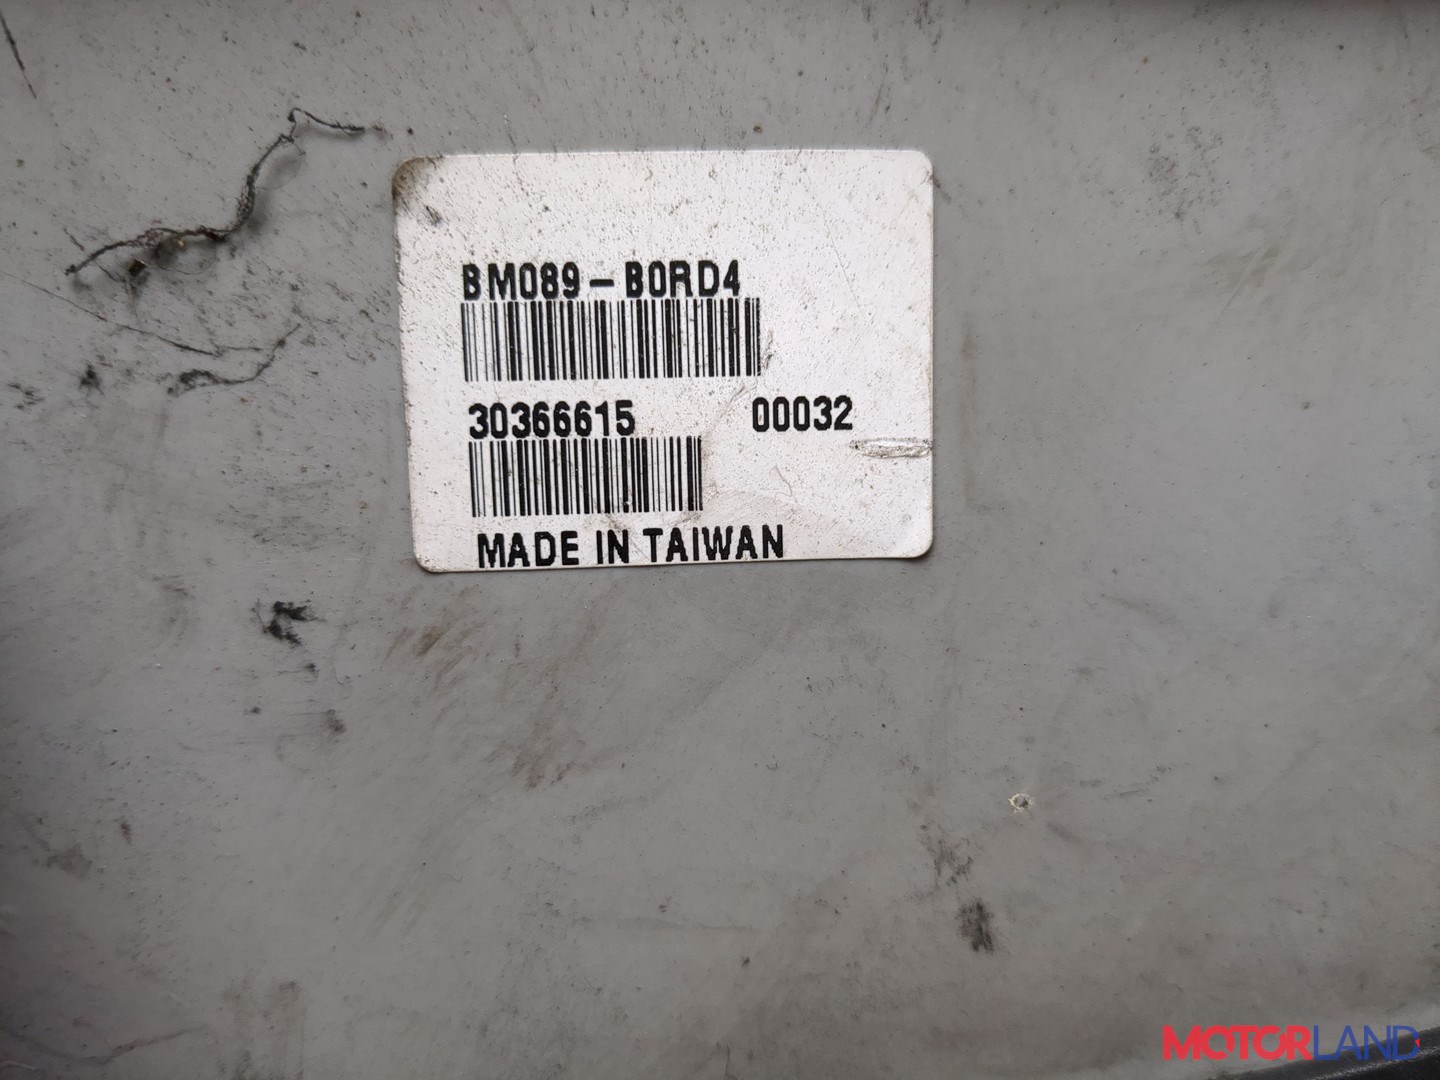 BM089-B0RD4
30366615 00032
MADE IN TAIWAN
MOTORLAND